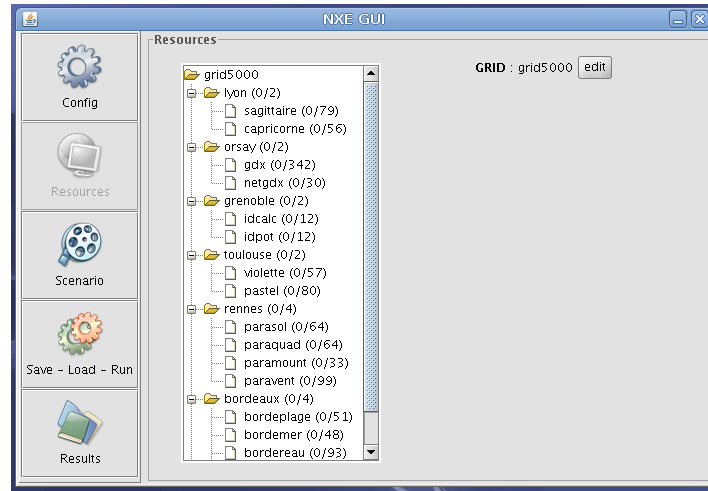 NXE GUI
Config
Resources
Scenario
Save - Load - Run
Results
Resources
grid5000
lyon (0/2)
sagittaire (0/79)
capricorne (0/56)
orsay (0/2)
gdx (0/342)
netgdx (0/30)
grenoble (0/2)
idcalc (0/12)
idpot (0/12)
toulouse (0/2)
violette (0/57)
pastel (0/80)
rennes (0/4)
parasol (0/64)
paraquad (0/64)
paramount (0/33)
paravent (0/99)
bordeaux (0/4)
bordeplage (0/51)
bordemer (0/48)
bordereau (0/93)
GRID : grid5000 edit